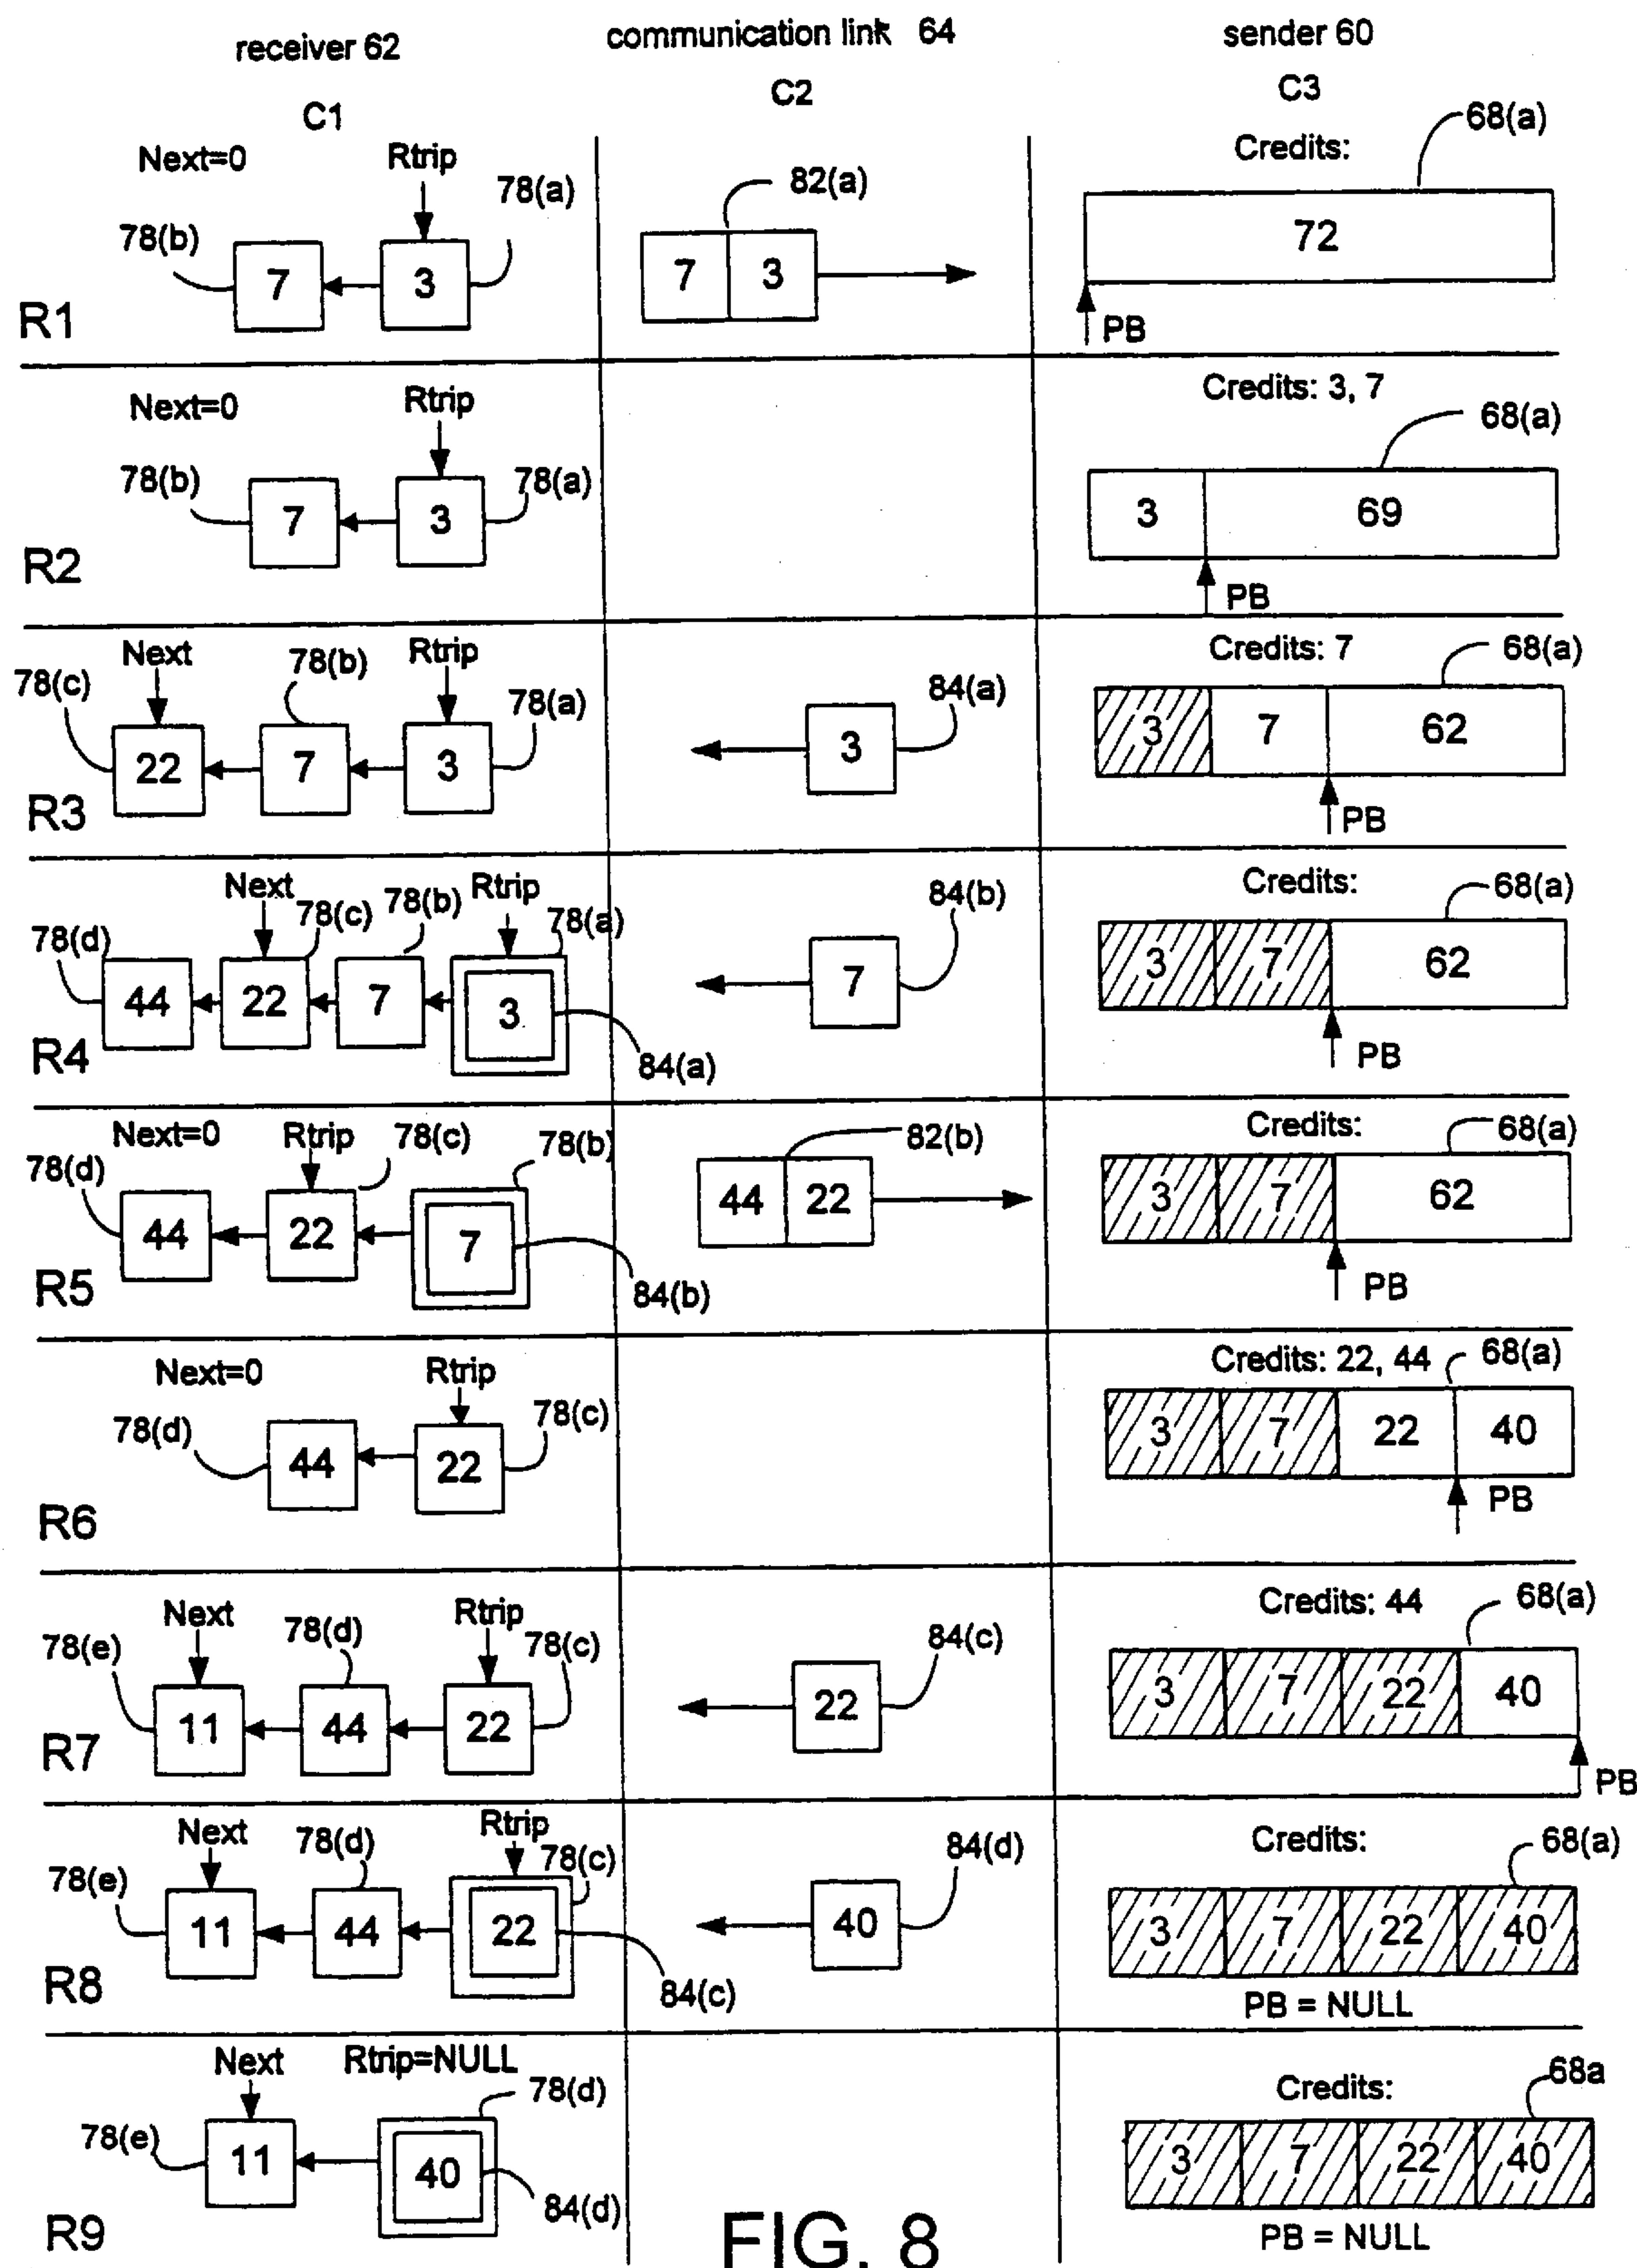 receiver 62 communication link 64 sender 60
C1 C2 C3
Next=0 Rtrip 78(a) 82(a) Credits: 68(a)
78(b) 7 3 7 3 72
R1 PB
Next=0 Rtrip Credits: 3, 7 68(a)
78(b) 7 3 78(a) 3 69
R2 PB
Next 78(b) Rtrip Credits: 7 68(a)
78(c) 78(a) 84(a)
22 7 3 3 3 7 62
R3 PB
Next 78(c) 78(b) Rtrip 78(a) 84(b) Credits: 68(a)
78(d) 44 22 7 3 7 3 7 62
R4 84(a) PB
Next=0 Rtrip 78(c) 78(b) 82(b) Credits: 68(a)
78(d) 44 22 7 44 22 3 7 62
R5 84(b) PB
Next=0 Rtrip Credits: 22, 44 68(a)
78(d) 44 22 78(c) 3 7 22 40
R6 PB
Next 78(d) Rtrip Credits: 44 68(a)
78(e) 78(c) 84(c)
11 44 22 22 3 7 22 40
R7 PB
Next 78(d) Rtrip 78(c) 84(d) Credits: 68(a)
78(e) 11 44 22 40 3 7 22 40
R8 84(c) PB = NULL
Next Rtrip=NULL 78(d) Credits: 68a
78(e) 11 40 3 7 22 40
84(d)
R9 PB = NULL
FIG. 8